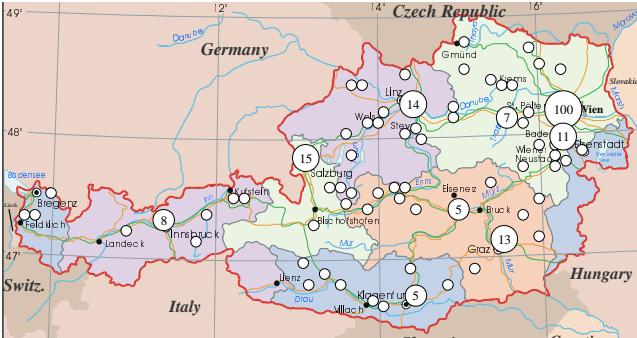 14°
16°
49°
Czech Republic
Danube
Germany
Gmünd
Slovakia
Krems
Linz
14
Danube
100
Wien
St. Pölten
7
Wels
Steyr
11
48°
Baden
Wiener
Neustadt
Eisenstadt
15
Salzburg
Bodensee
Enns
Bregenz
Kufstein
Inn
Eisenerz
Mürz
5
Bruck
Bischofshofen
Feldkirch
8
Innsbruck
Landeck
Mur
13
Graz
47°
Mur
Switz.
Lienz
Hungary
Drau
Klagenfurt
5
Villach
Italy
12°